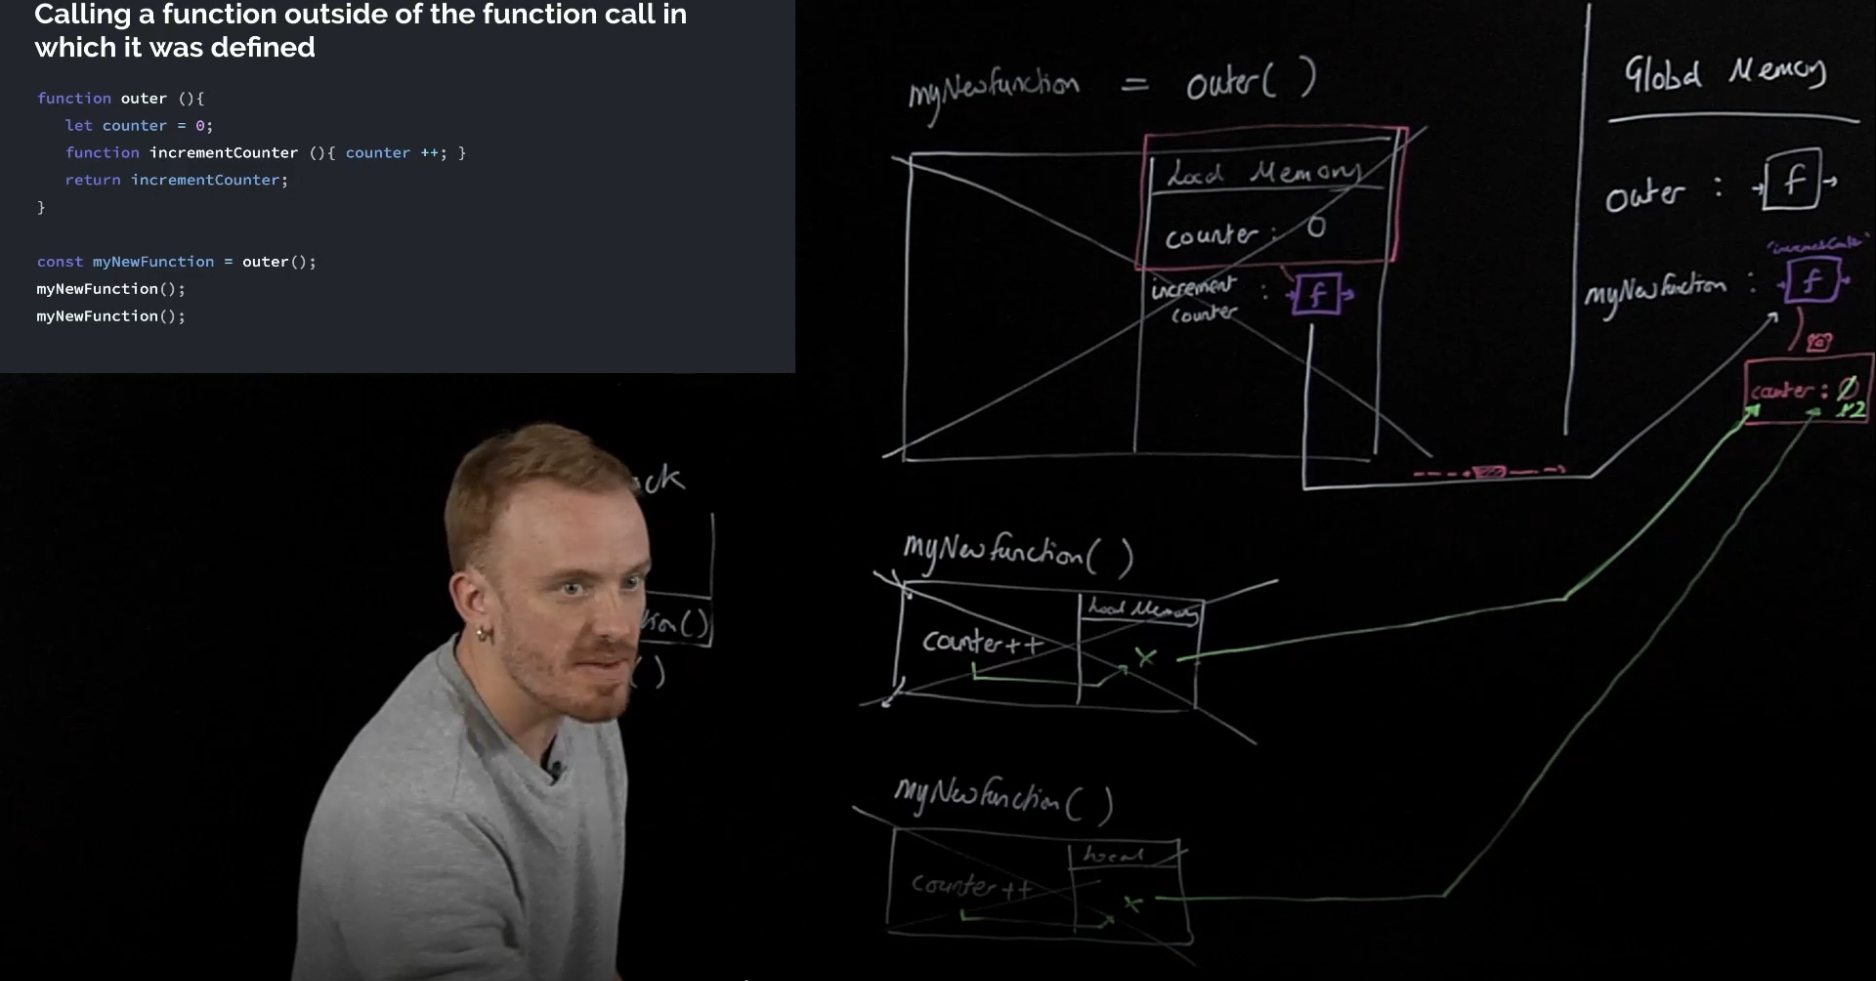 Calling a function outside of the function call in
which it was defined
function outer (){
let counter = 0;
function incrementCounter (){ counter ++; }
return incrementCounter;
}
const myNewFunction = outer();
myNewFunction();
myNewFunction();
myNewFunction = outer( )
Local Memory
counter : 0
increment : f
counter
Global Memory
outer : f
myNewfunction : f
counter : 0
1 2
myNewfunction( )
Local Memory
counter++
x
myNewfunction( )
Local
counter++
x
ck
tion()
( )